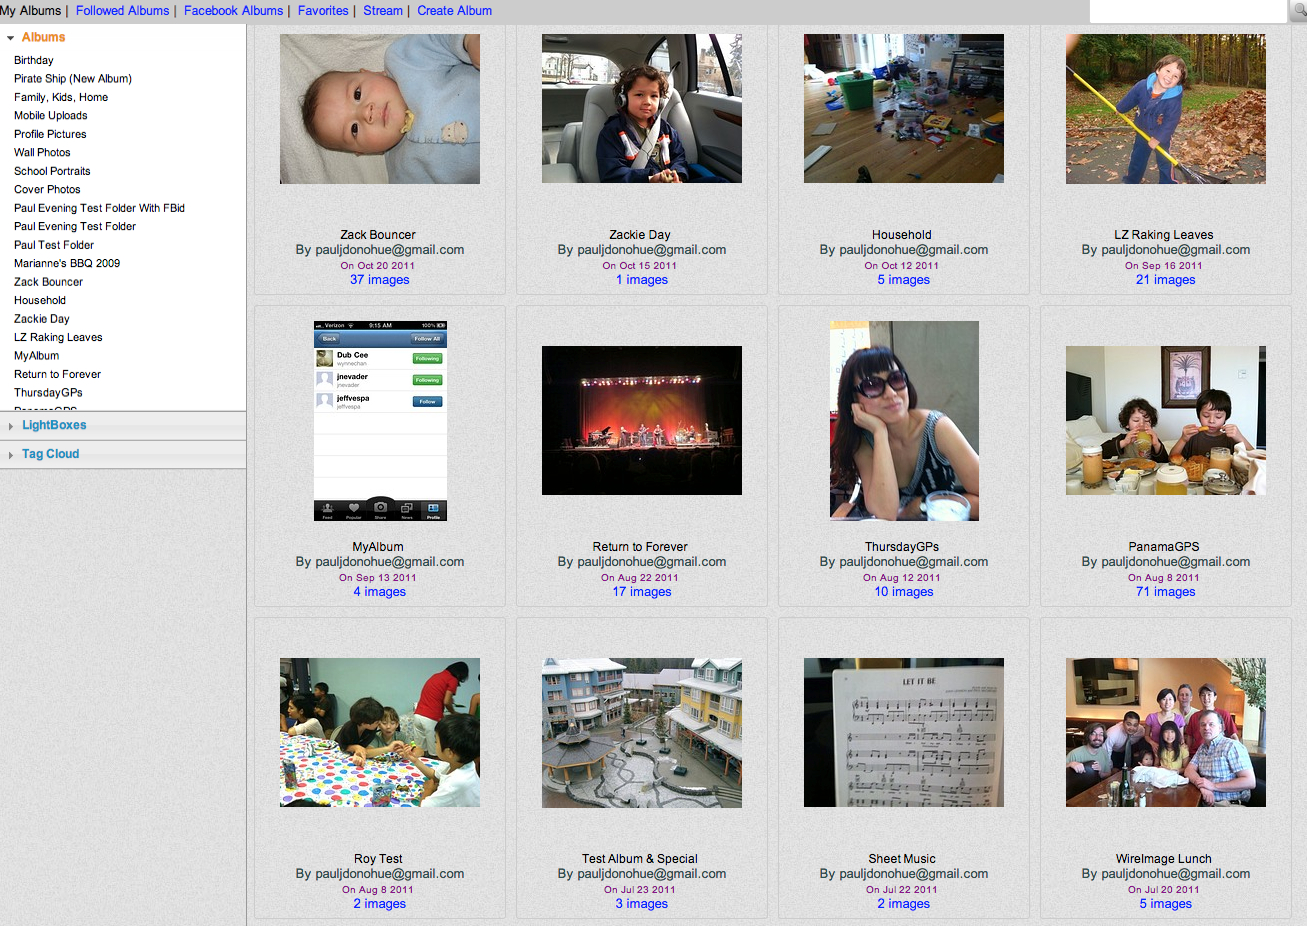 My Albums | Followed Albums | Facebook Albums | Favorites | Stream | Create Album
Albums
Birthday
Pirate Ship (New Album)
Family, Kids, Home
Mobile Uploads
Profile Pictures
Wall Photos
School Portraits
Cover Photos
Paul Evening Test Folder With FBid
Paul Evening Test Folder
Paul Test Folder
Marianne's BBQ 2009
Zack Bouncer
Household
Zackie Day
LZ Raking Leaves
MyAlbum
Return to Forever
ThursdayGPs
PanamaGPS
LightBoxes
Tag Cloud
Zack Bouncer
By pauljdonohue@gmail.com
On Oct 20 2011
37 images
Zackie Day
By pauljdonohue@gmail.com
On Oct 15 2011
1 images
Household
By pauljdonohue@gmail.com
On Oct 12 2011
5 images
LZ Raking Leaves
By pauljdonohue@gmail.com
On Sep 16 2011
21 images
Verizon 9:15 AM 100%
Back Follow All
Dub Cee
wynnechan
Following
jnevader
jnevader
Following
jeffvespa
jeffvespa
Follow
Feed Popular Share News Profile
MyAlbum
By pauljdonohue@gmail.com
On Sep 13 2011
4 images
Return to Forever
By pauljdonohue@gmail.com
On Aug 22 2011
17 images
ThursdayGPs
By pauljdonohue@gmail.com
On Aug 12 2011
10 images
PanamaGPS
By pauljdonohue@gmail.com
On Aug 8 2011
71 images
Roy Test
By pauljdonohue@gmail.com
On Aug 8 2011
2 images
Test Album & Special
By pauljdonohue@gmail.com
On Jul 23 2011
3 images
LET IT BE
Sheet Music
By pauljdonohue@gmail.com
On Jul 22 2011
2 images
WireImage Lunch
By pauljdonohue@gmail.com
On Jul 20 2011
5 images